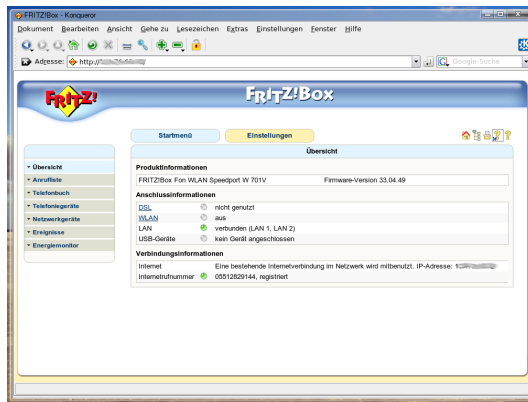 FRITZ!Box - Konqueror
Dokument Bearbeiten Ansicht Gehe zu Lesezeichen Extras Einstellungen Fenster Hilfe
Adresse: http://
Google-Suche
FRITZ!
FRITZ!BOX
Startmenü Einstellungen
Übersicht
Übersicht
Anrufliste
Telefonbuch
Telefoniegeräte
Netzwerkgeräte
Ereignisse
Energiemonitor
Produktinformationen
FRITZ!Box Fon WLAN Speedport W 701V Firmware-Version 33.04.49
Anschlussinformationen
DSL nicht genutzt
WLAN aus
LAN verbunden (LAN 1, LAN 2)
USB-Geräte kein Gerät angeschlossen
Verbindungsinformationen
Internet Eine bestehende Internetverbindung im Netzwerk wird mitbenutzt. IP-Adresse: 1
Internetrufnummer 05512829144, registriert